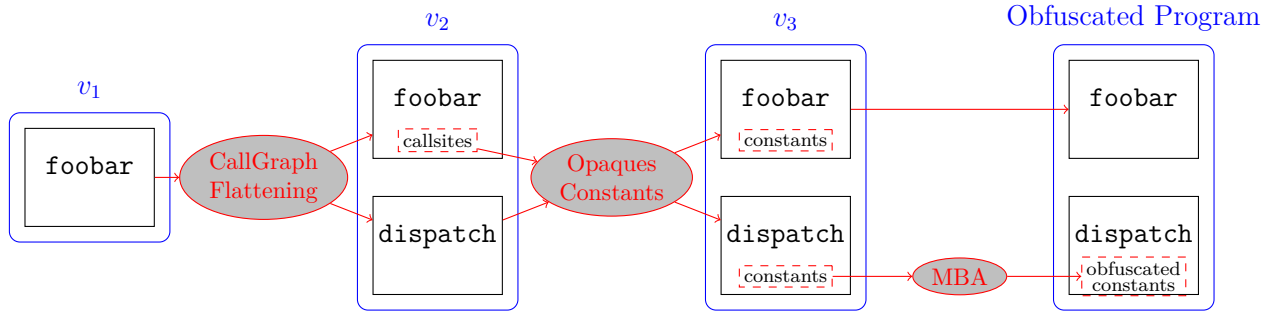 v1
foobar
CallGraph
Flattening
v2
foobar
callsites
dispatch
Opaques
Constants
v3
foobar
constants
dispatch
constants
MBA
Obfuscated Program
foobar
dispatch
obfuscated
constants